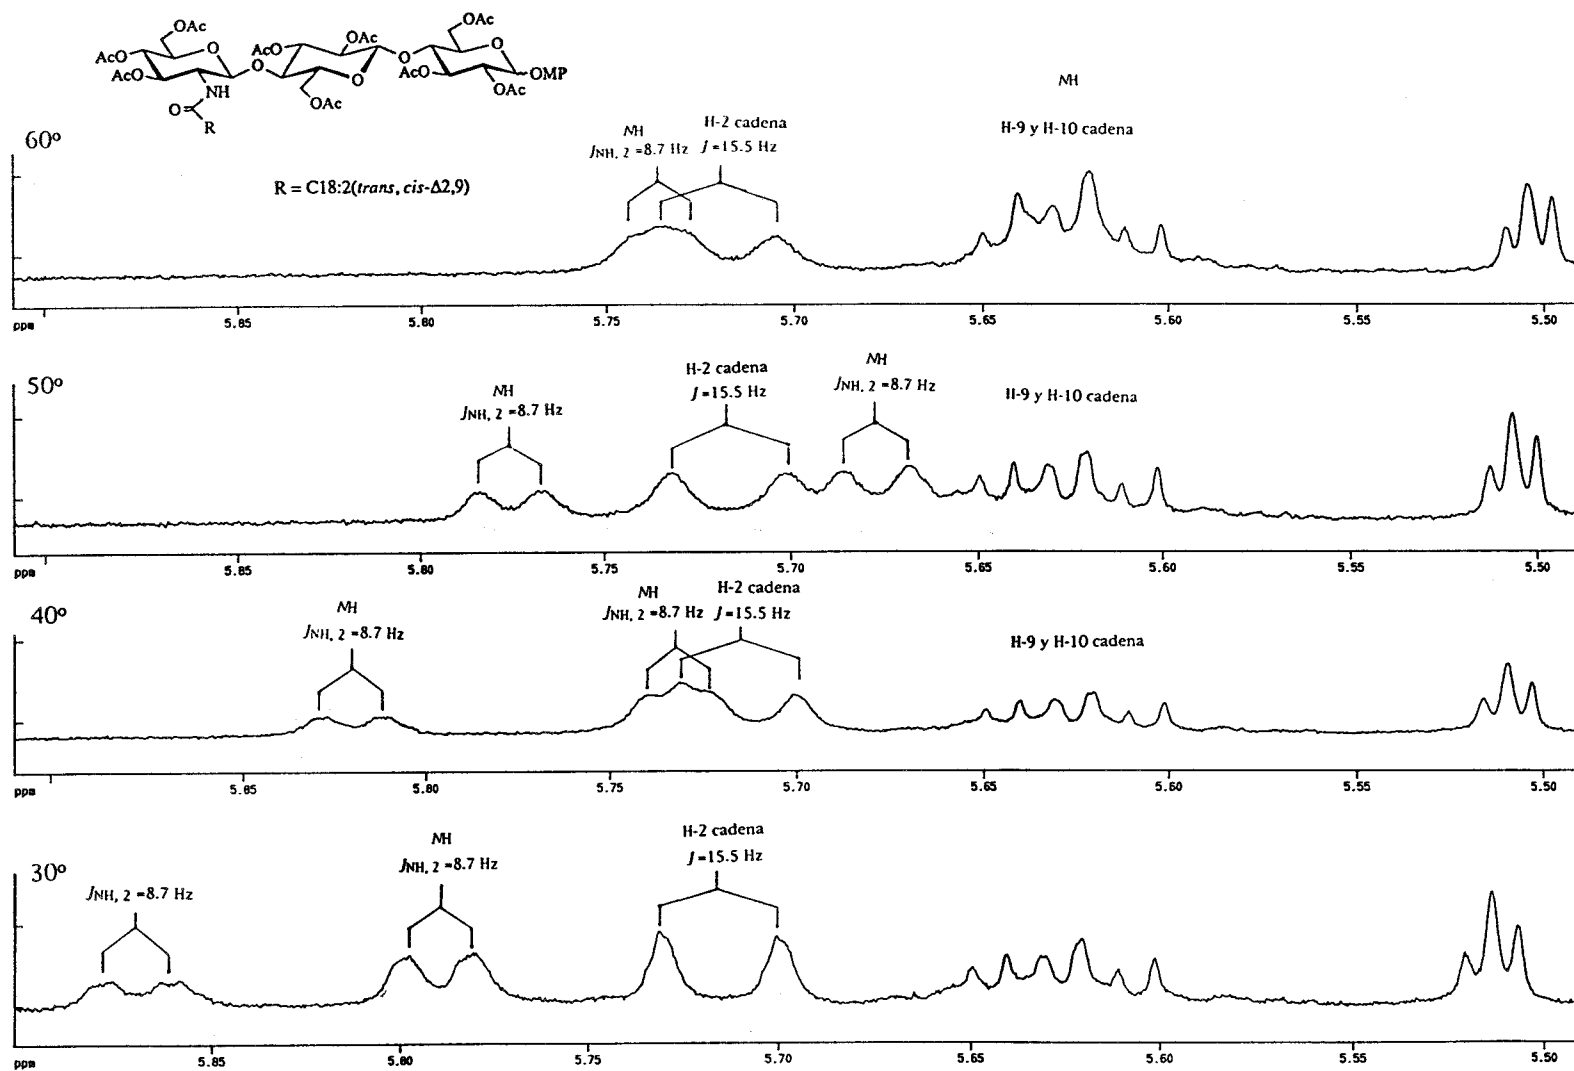 OAc
AcO
O
OAc
AcO
AcO
O
AcO
OAc
O
OAc
O
O
AcO
OMP
OAc
NH
O
R
OAc
60º
R = C18:2(trans, cis-Δ2,9)
NH
JNH, 2 =8.7 Hz
H-2 cadena
J =15.5 Hz
NH
H-9 y H-10 cadena
ppm 5.85 5.80 5.75 5.70 5.65 5.60 5.55 5.50
50º
NH
JNH, 2 =8.7 Hz
H-2 cadena
J =15.5 Hz
NH
JNH, 2 =8.7 Hz
H-9 y H-10 cadena
ppm 5.85 5.80 5.75 5.70 5.65 5.60 5.55 5.50
40º
NH
JNH, 2 =8.7 Hz
NH
JNH, 2 =8.7 Hz
H-2 cadena
J =15.5 Hz
H-9 y H-10 cadena
5.85 5.80 5.75 5.70 5.65 5.60 5.55 5.50
30º
JNH, 2 =8.7 Hz
NH
JNH, 2 =8.7 Hz
H-2 cadena
J =15.5 Hz
ppm 5.85 5.80 5.75 5.70 5.65 5.60 5.55 5.50